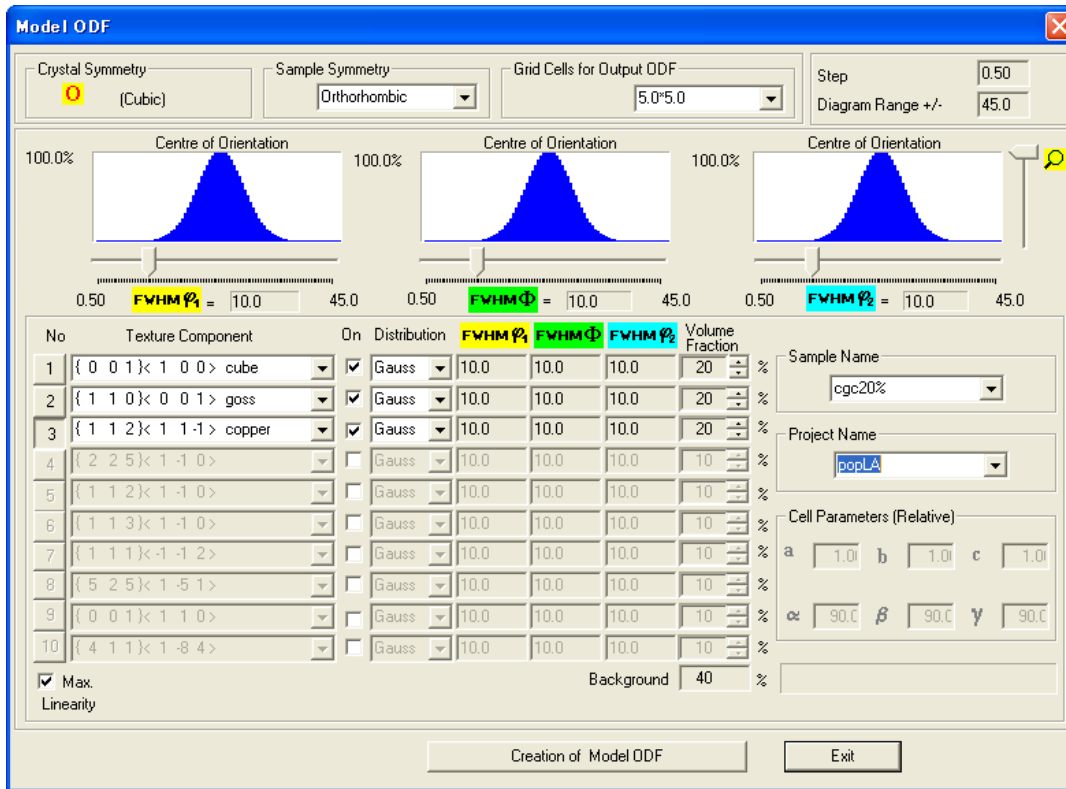 Model ODF
Crystal Symmetry
O (Cubic)
Sample Symmetry
Orthorhombic
Grid Cells for Output ODF
5.0*5.0
Step 0.50
Diagram Range +/- 45.0
100.0% Centre of Orientation
100.0% Centre of Orientation
100.0% Centre of Orientation
0.50 FWHM φ1 = 10.0 45.0
0.50 FWHM Φ = 10.0 45.0
0.50 FWHM φ2 = 10.0 45.0
No Texture Component On Distribution FWHM φ1 FWHM Φ FWHM φ2 Volume Fraction
1 { 0 0 1}< 1 0 0> cube Gauss 10.0 10.0 10.0 20 %
2 { 1 1 0}< 0 0 1> goss Gauss 10.0 10.0 10.0 20 %
3 { 1 1 2}< 1 1 -1 > copper Gauss 10.0 10.0 10.0 20 %
4 { 2 2 5}< 1 -1 0> Gauss 10.0 10.0 10.0 10 %
5 { 1 1 2}< 1 -1 0> Gauss 10.0 10.0 10.0 10 %
6 { 1 1 3}< 1 -1 0> Gauss 10.0 10.0 10.0 10 %
7 { 1 1 1}<-1 -1 2> Gauss 10.0 10.0 10.0 10 %
8 { 5 2 5}< 1 -5 1> Gauss 10.0 10.0 10.0 10 %
9 { 0 0 1}< 1 1 0> Gauss 10.0 10.0 10.0 10 %
10 { 4 1 1}< 1 -8 4> Gauss 10.0 10.0 10.0 10 %
Max. Linearity
Background 40 %
Sample Name
cgc20%
Project Name
popLA
Cell Parameters (Relative)
a 1.0 b 1.0 c 1.0
α 90.0 β 90.0 γ 90.0
Creation of Model ODF
Exit